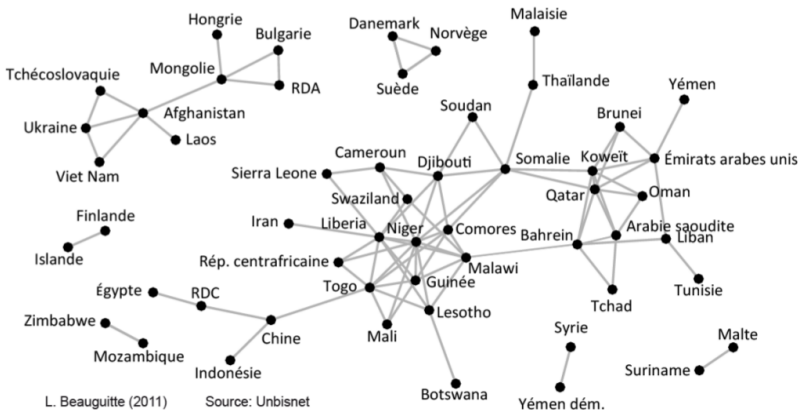 Hongrie
Danemark
Malaisie
Bulgarie
Norvège
Tchécoslovaquie
Mongolie
RDA
Suède
Thaïlande
Yémen
Soudan
Brunei
Afghanistan
Ukraine
Laos
Cameroun
Djibouti
Somalie
Koweït
Émirats arabes unis
Viet Nam
Sierra Leone
Swaziland
Qatar
Oman
Finlande
Iran
Liberia
Niger
Comores
Arabie saoudite
Bahrein
Liban
Islande
Rép. centrafricaine
Malawi
Égypte
RDC
Togo
Guinée
Tunisie
Tchad
Zimbabwe
Lesotho
Chine
Mali
Syrie
Malte
Mozambique
Indonésie
Suriname
Botswana
Yémen dém.
L. Beauguitte (2011)
Source: Unbisnet